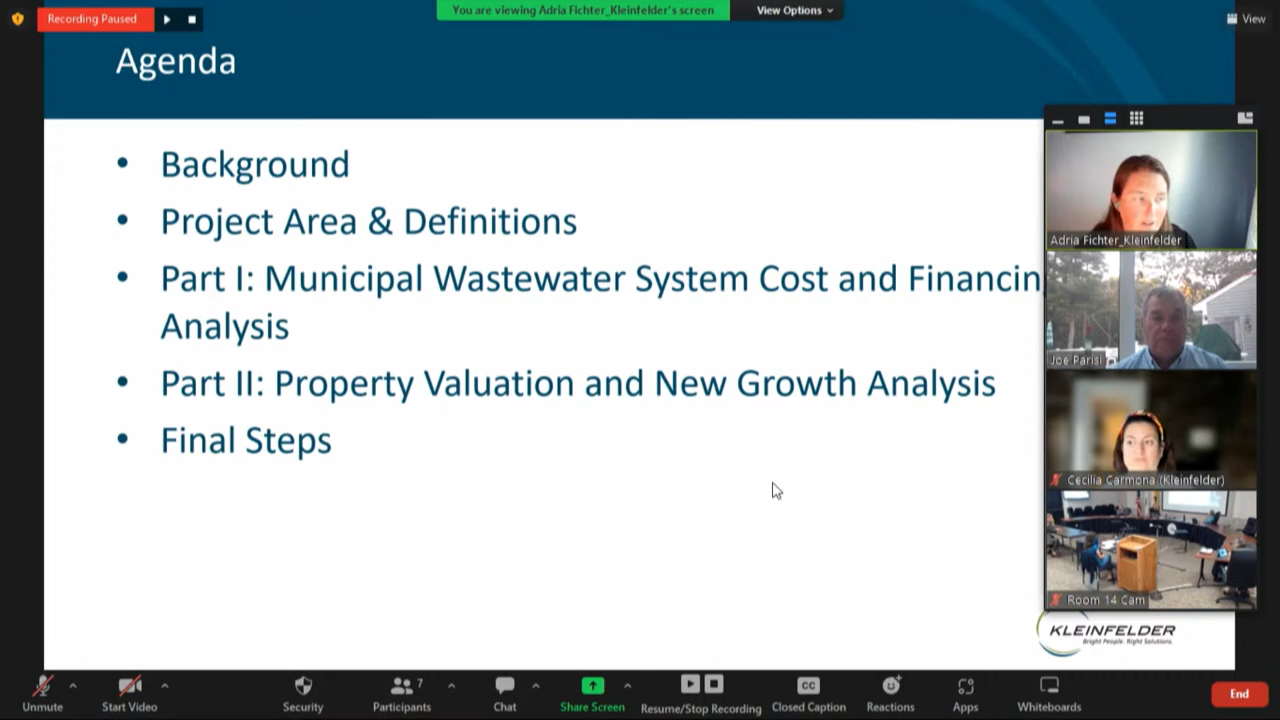 Recording Paused
You are viewing Adria Fichter_Kleinfelder's screen
View Options
View
Agenda
• Background
• Project Area & Definitions
• Part I: Municipal Wastewater System Cost and Financin
Analysis
• Part II: Property Valuation and New Growth Analysis
• Final Steps
Adria Fichter_Kleinfelder
Joe Parisi
Cecilia Carmona (Kleinfelder)
Room 14 Cam
KLEINFELDER
Bright People. Right Solutions.
7
Unmute
Start Video
Security
Participants
Chat
Share Screen
Resume/Stop Recording
CC
Closed Caption
Reactions
Apps
Whiteboards
End